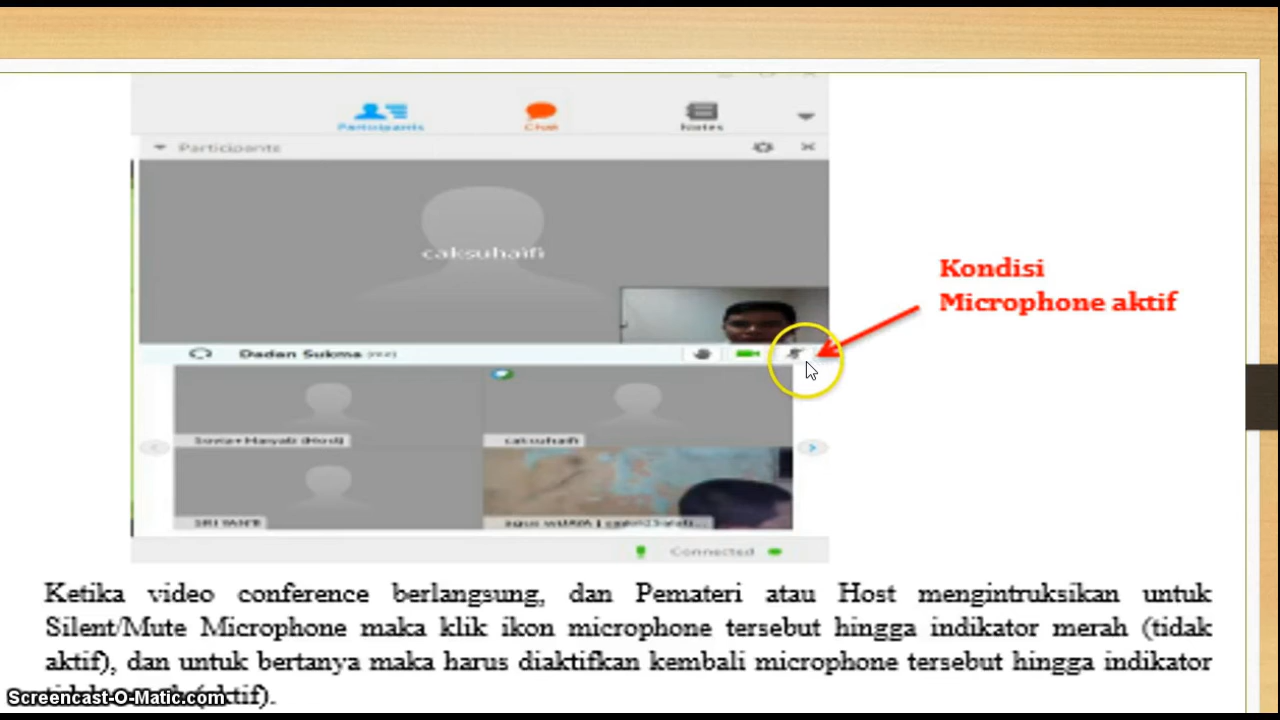 Participants
Chat
Notes
Participants
caksuhaifi
Kondisi
Microphone aktif
Dadan Sukma (me)
caksuhaifi
SRI YANTI
Connected
Ketika video conference berlangsung, dan Pemateri atau Host mengintruksikan untuk
Silent/Mute Microphone maka klik ikon microphone tersebut hingga indikator merah (tidak
aktif), dan untuk bertanya maka harus diaktifkan kembali microphone tersebut hingga indikator
Screencast-O-Matic.com